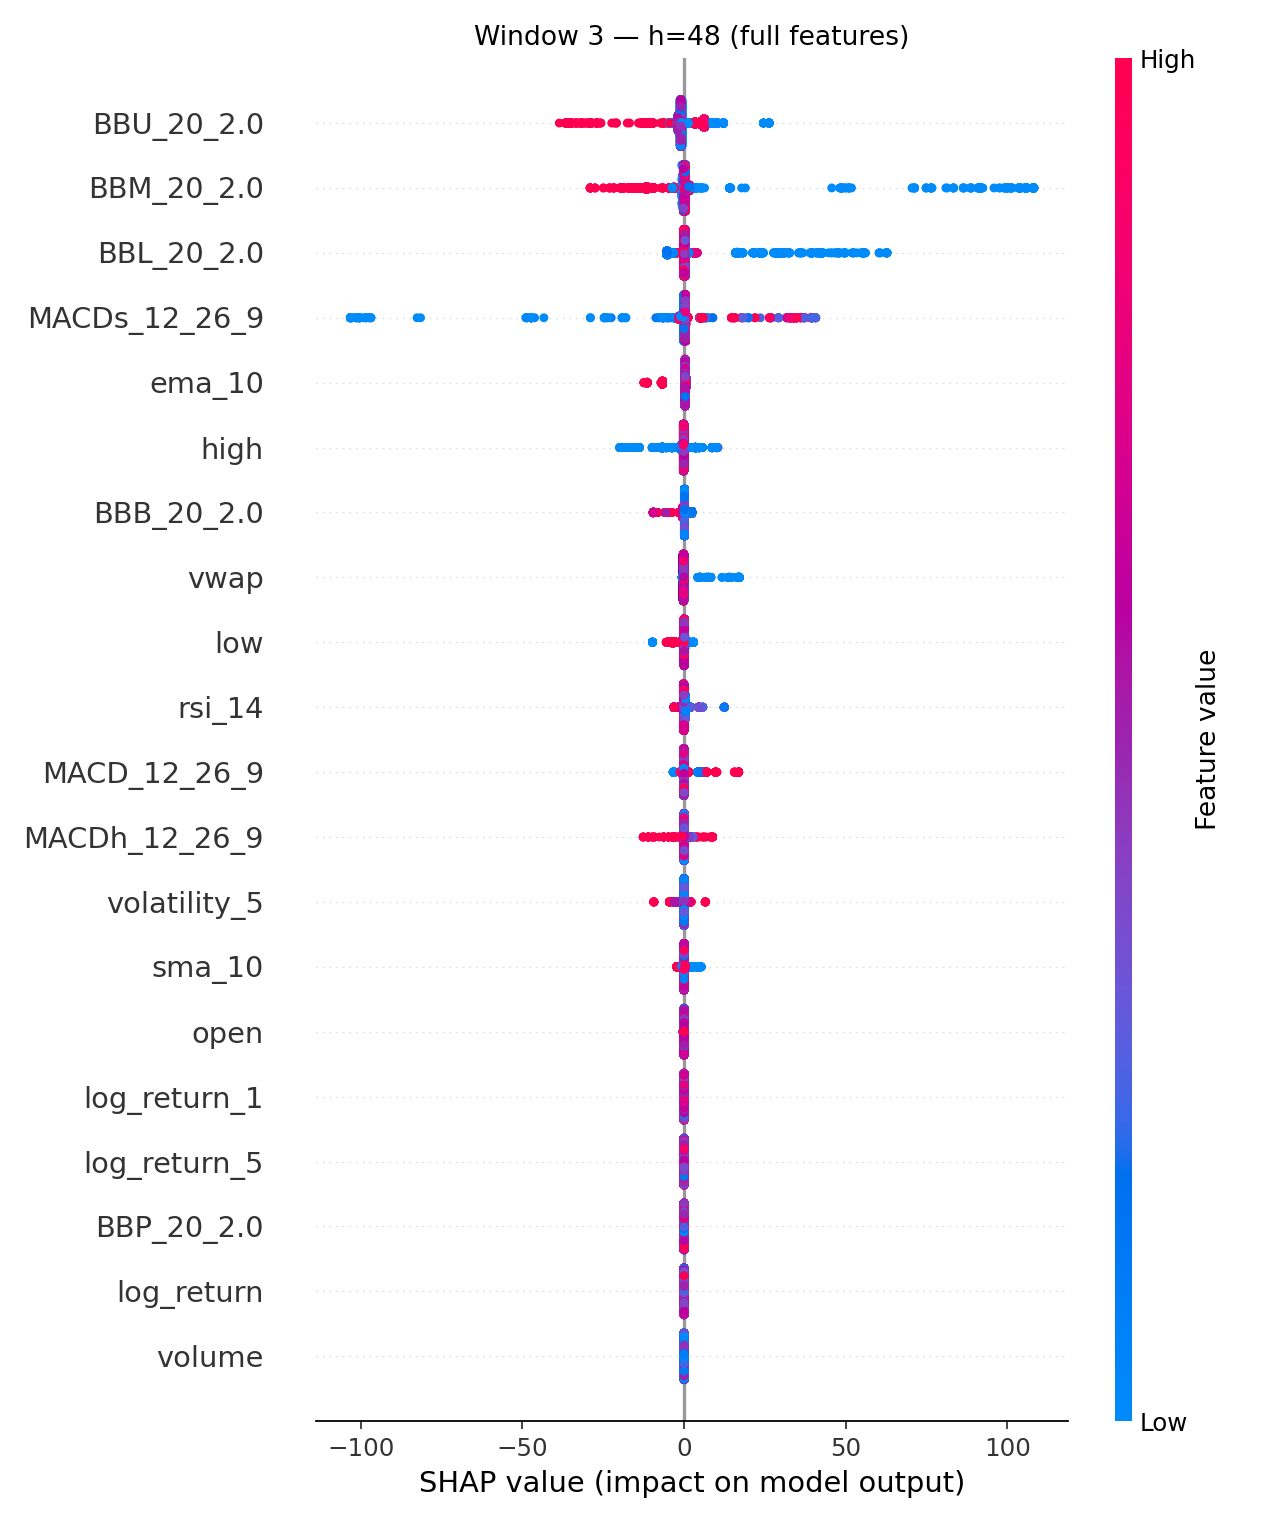 Window 3 — h=48 (full features)
High
BBU_20_2.0
BBM_20_2.0
BBL_20_2.0
MACDs_12_26_9
ema_10
high
BBB_20_2.0
vwap
low
rsi_14
MACD_12_26_9
MACDh_12_26_9
volatility_5
sma_10
open
log_return_1
log_return_5
BBP_20_2.0
log_return
volume
Feature value
Low
−100
−50
0
50
100
SHAP value (impact on model output)